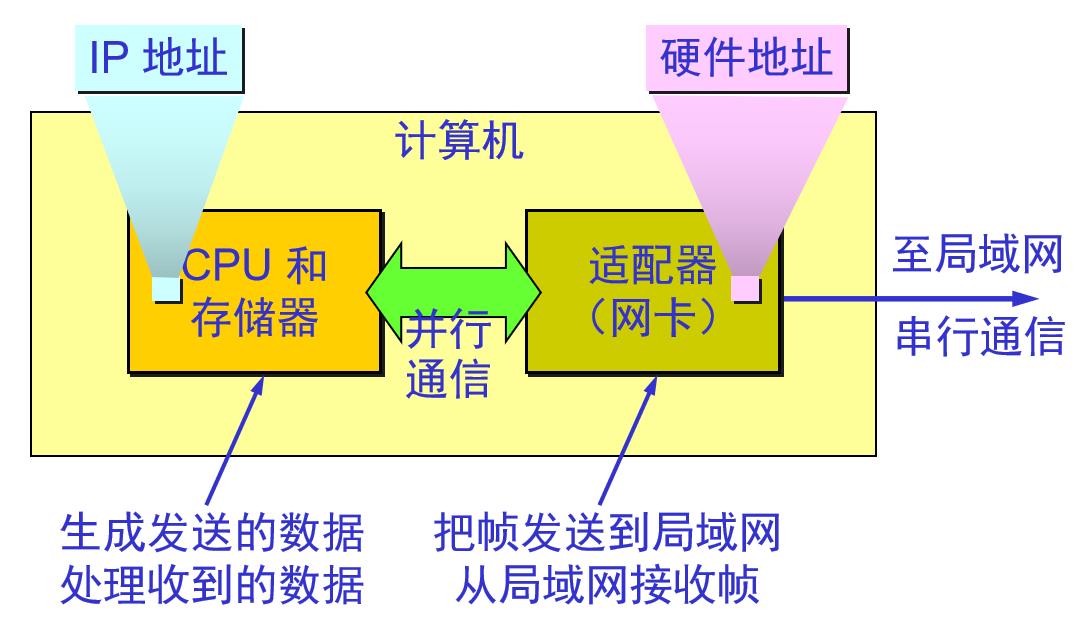 IP 地址
硬件地址
计算机
CPU 和
存储器
并行
通信
适配器
（网卡）
至局域网
串行通信
生成发送的数据
处理收到的数据
把帧发送到局域网
从局域网接收帧